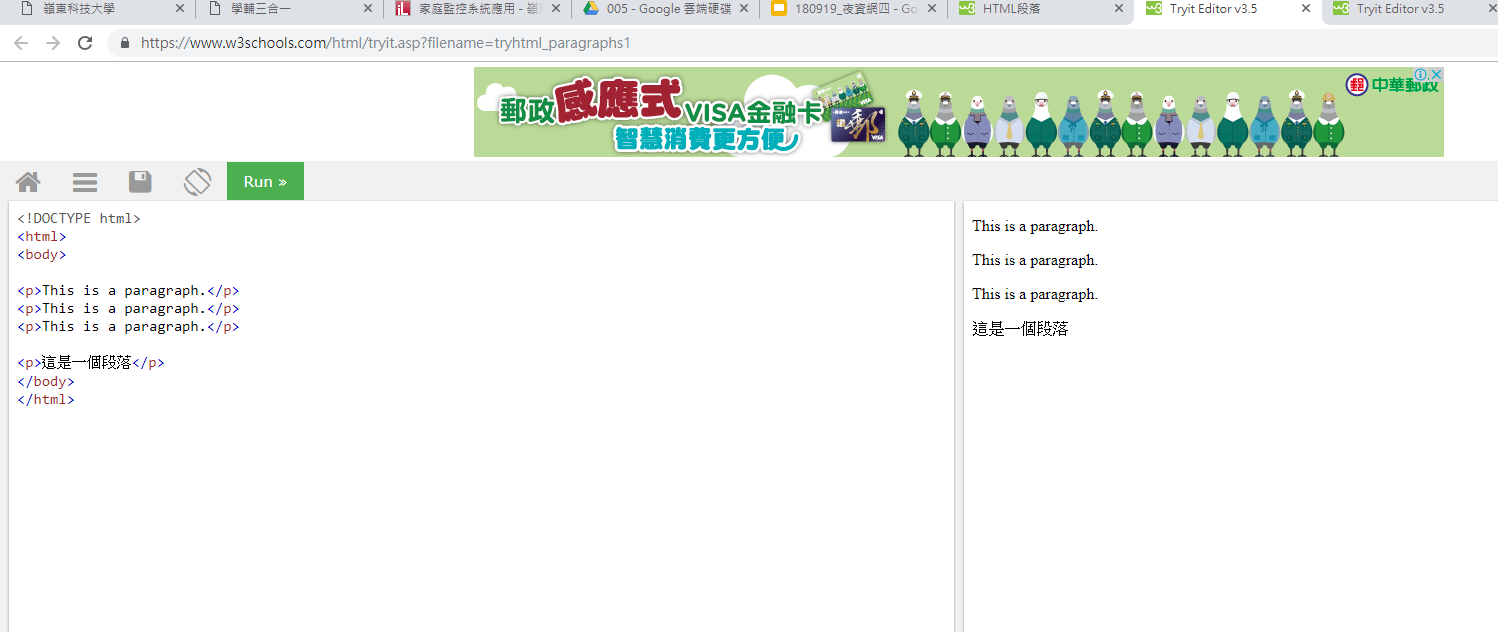 嶺東科技大學
學輔三合一
家庭監控系統應用 - 嶺
005 - Google 雲端硬碟
180919_夜資網四 - Go
HTML段落
Tryit Editor v3.5
Tryit Editor v3.5
https://www.w3schools.com/html/tryit.asp?filename=tryhtml_paragraphs1
郵政感應式VISA金融卡
智慧消費更方便
郵 VISA
中華郵政
Run »
<!DOCTYPE html>
<html>
<body>
<p>This is a paragraph.</p>
<p>This is a paragraph.</p>
<p>This is a paragraph.</p>
<p>這是一個段落</p>
</body>
</html>
This is a paragraph.
This is a paragraph.
This is a paragraph.
這是一個段落